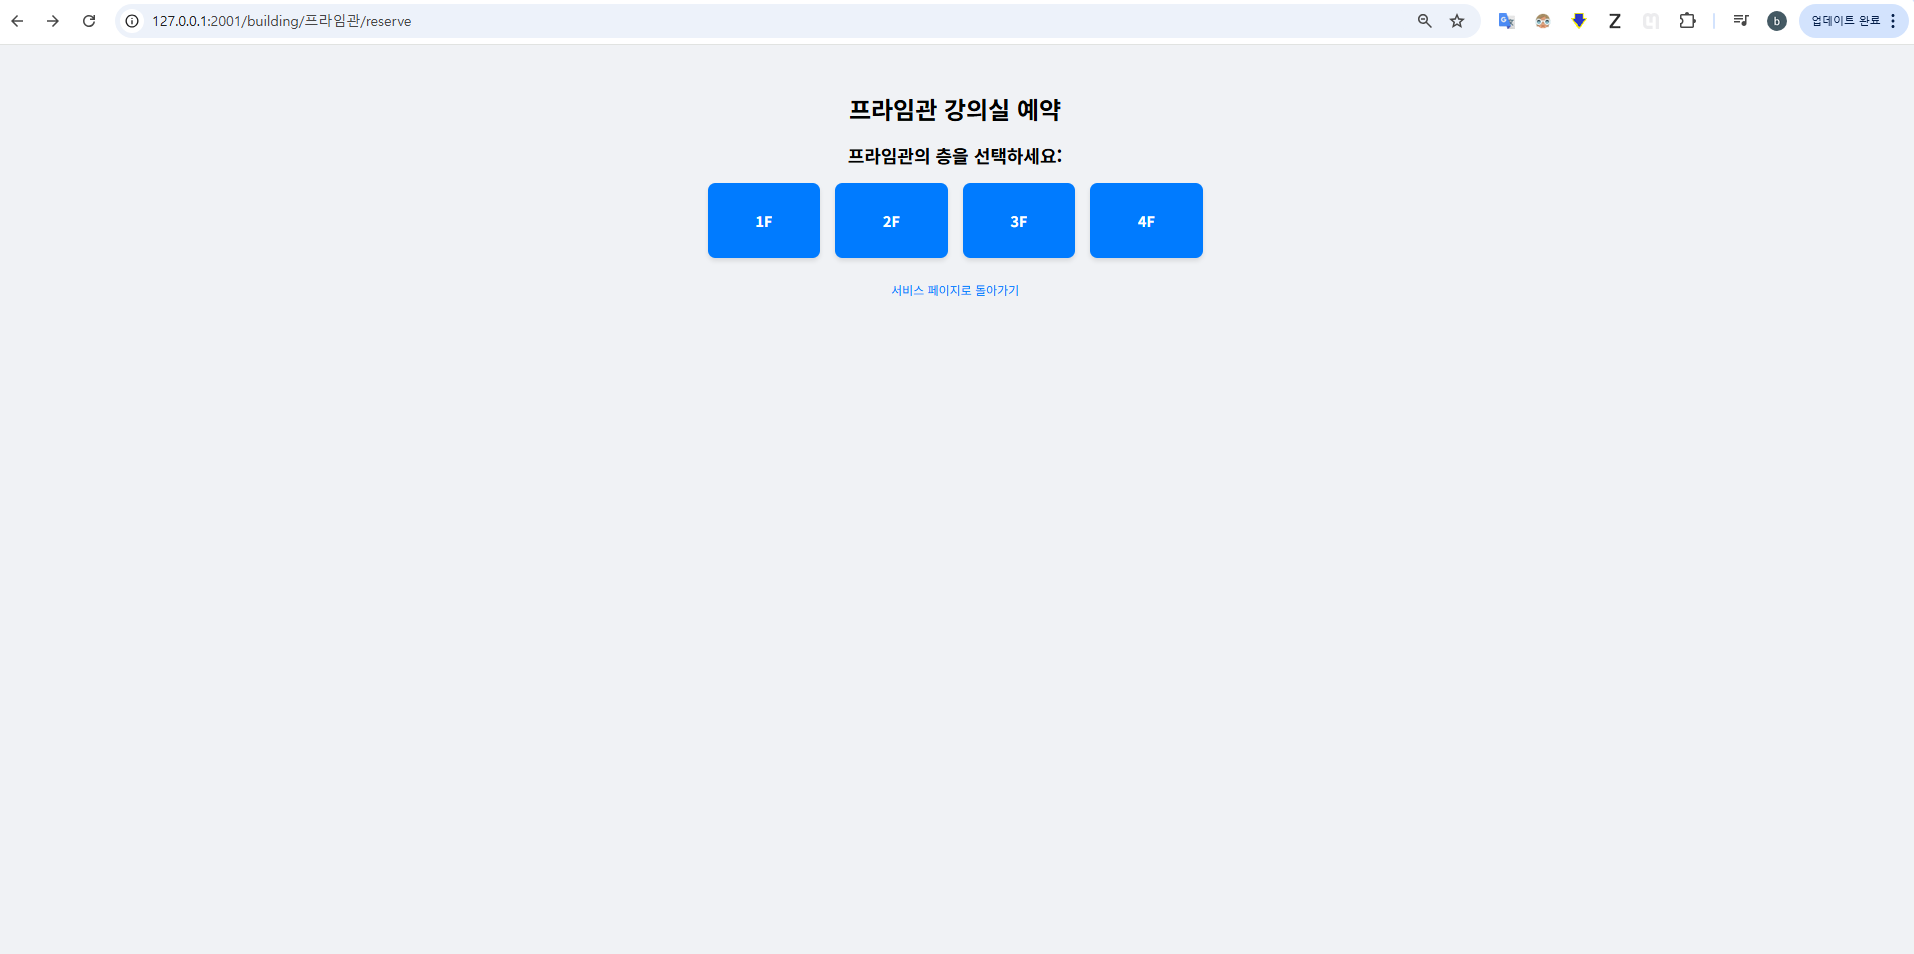 127.0.0.1:2001/building/프라임관/reserve
업데이트 완료
프라임관 강의실 예약
프라임관의 층을 선택하세요:
1F 2F 3F 4F
서비스 페이지로 돌아가기